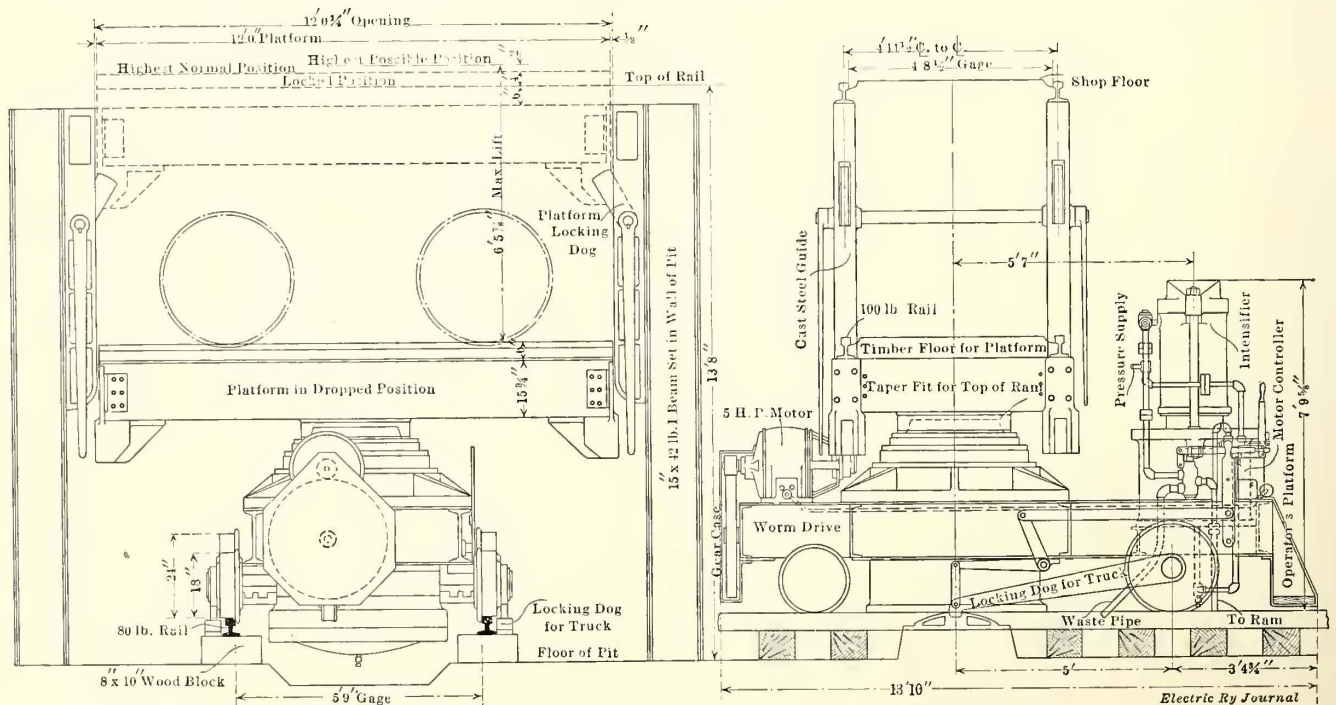 12'0¾" Opening
12'0" Platform
⅛"
Highest Possible Position
Highest Normal Position
Locked Position
Top of Rail
6'5⅞" Max. Lift
Platform
Locking
Dog
6"
15¾"
Platform in Dropped Position
15" x 42 lb. I Beam Set in Wall of Pit
13'8"
24"
18"
80 lb. Rail
8 x 10" Wood Block
Locking Dog
for Truck
Floor of Pit
5'9" Gage
4'11½" C. to C.
4'8½" Gage
Shop Floor
Cast Steel Guide
5'7"
100 lb Rail
Timber Floor for Platform
Taper Fit for Top of Ram
5 H.P. Motor
Pressure Supply
Intensifier
Motor Controller
7'9⅝"
Operator's Platform
Gear Case
Worm Drive
Locking Dog for Truck
Waste Pipe
To Ram
5'
3'4¾"
13'10"
Electric Ry Journal